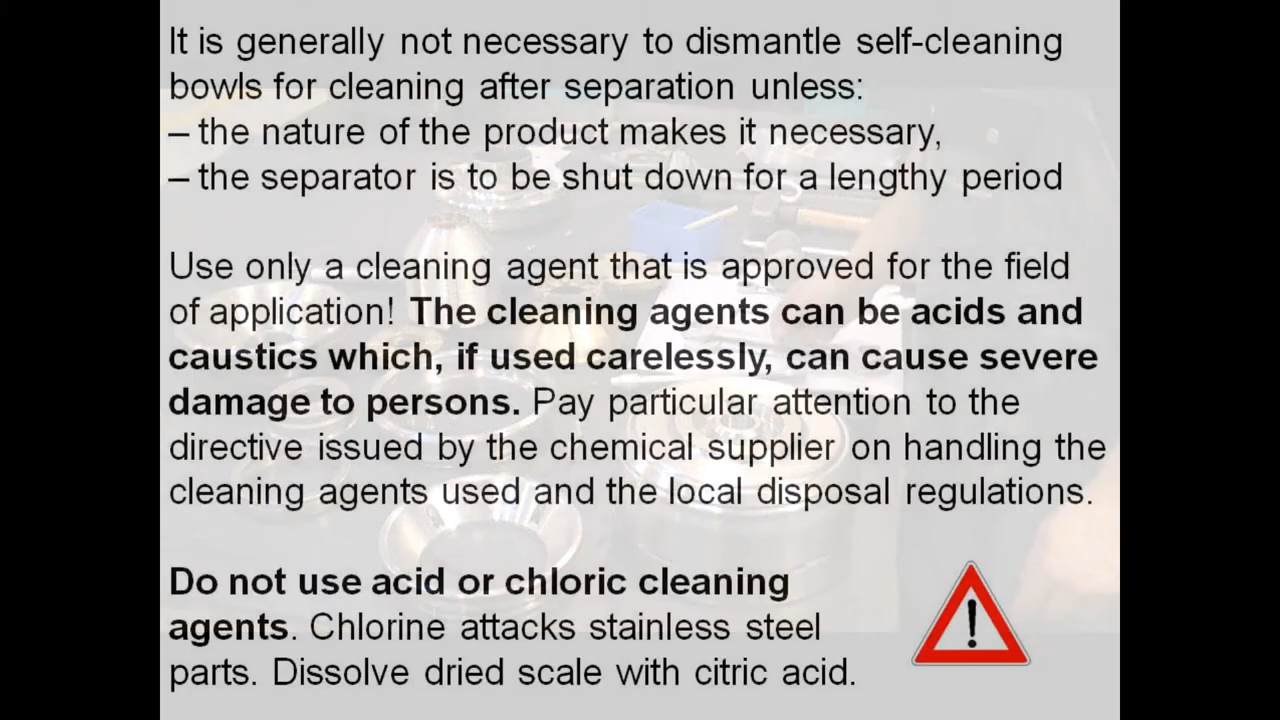 It is generally not necessary to dismantle self-cleaning
bowls for cleaning after separation unless:
– the nature of the product makes it necessary,
– the separator is to be shut down for a lengthy period
Use only a cleaning agent that is approved for the field
of application! The cleaning agents can be acids and
caustics which, if used carelessly, can cause severe
damage to persons. Pay particular attention to the
directive issued by the chemical supplier on handling the
cleaning agents used and the local disposal regulations.
Do not use acid or chloric cleaning
agents. Chlorine attacks stainless steel
parts. Dissolve dried scale with citric acid.
!